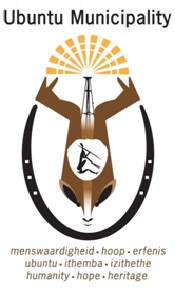 Ubuntu Municipality
menswaardigheid • hoop • erfenis
ubuntu • ithemba • izithethe
humanity • hope • heritage